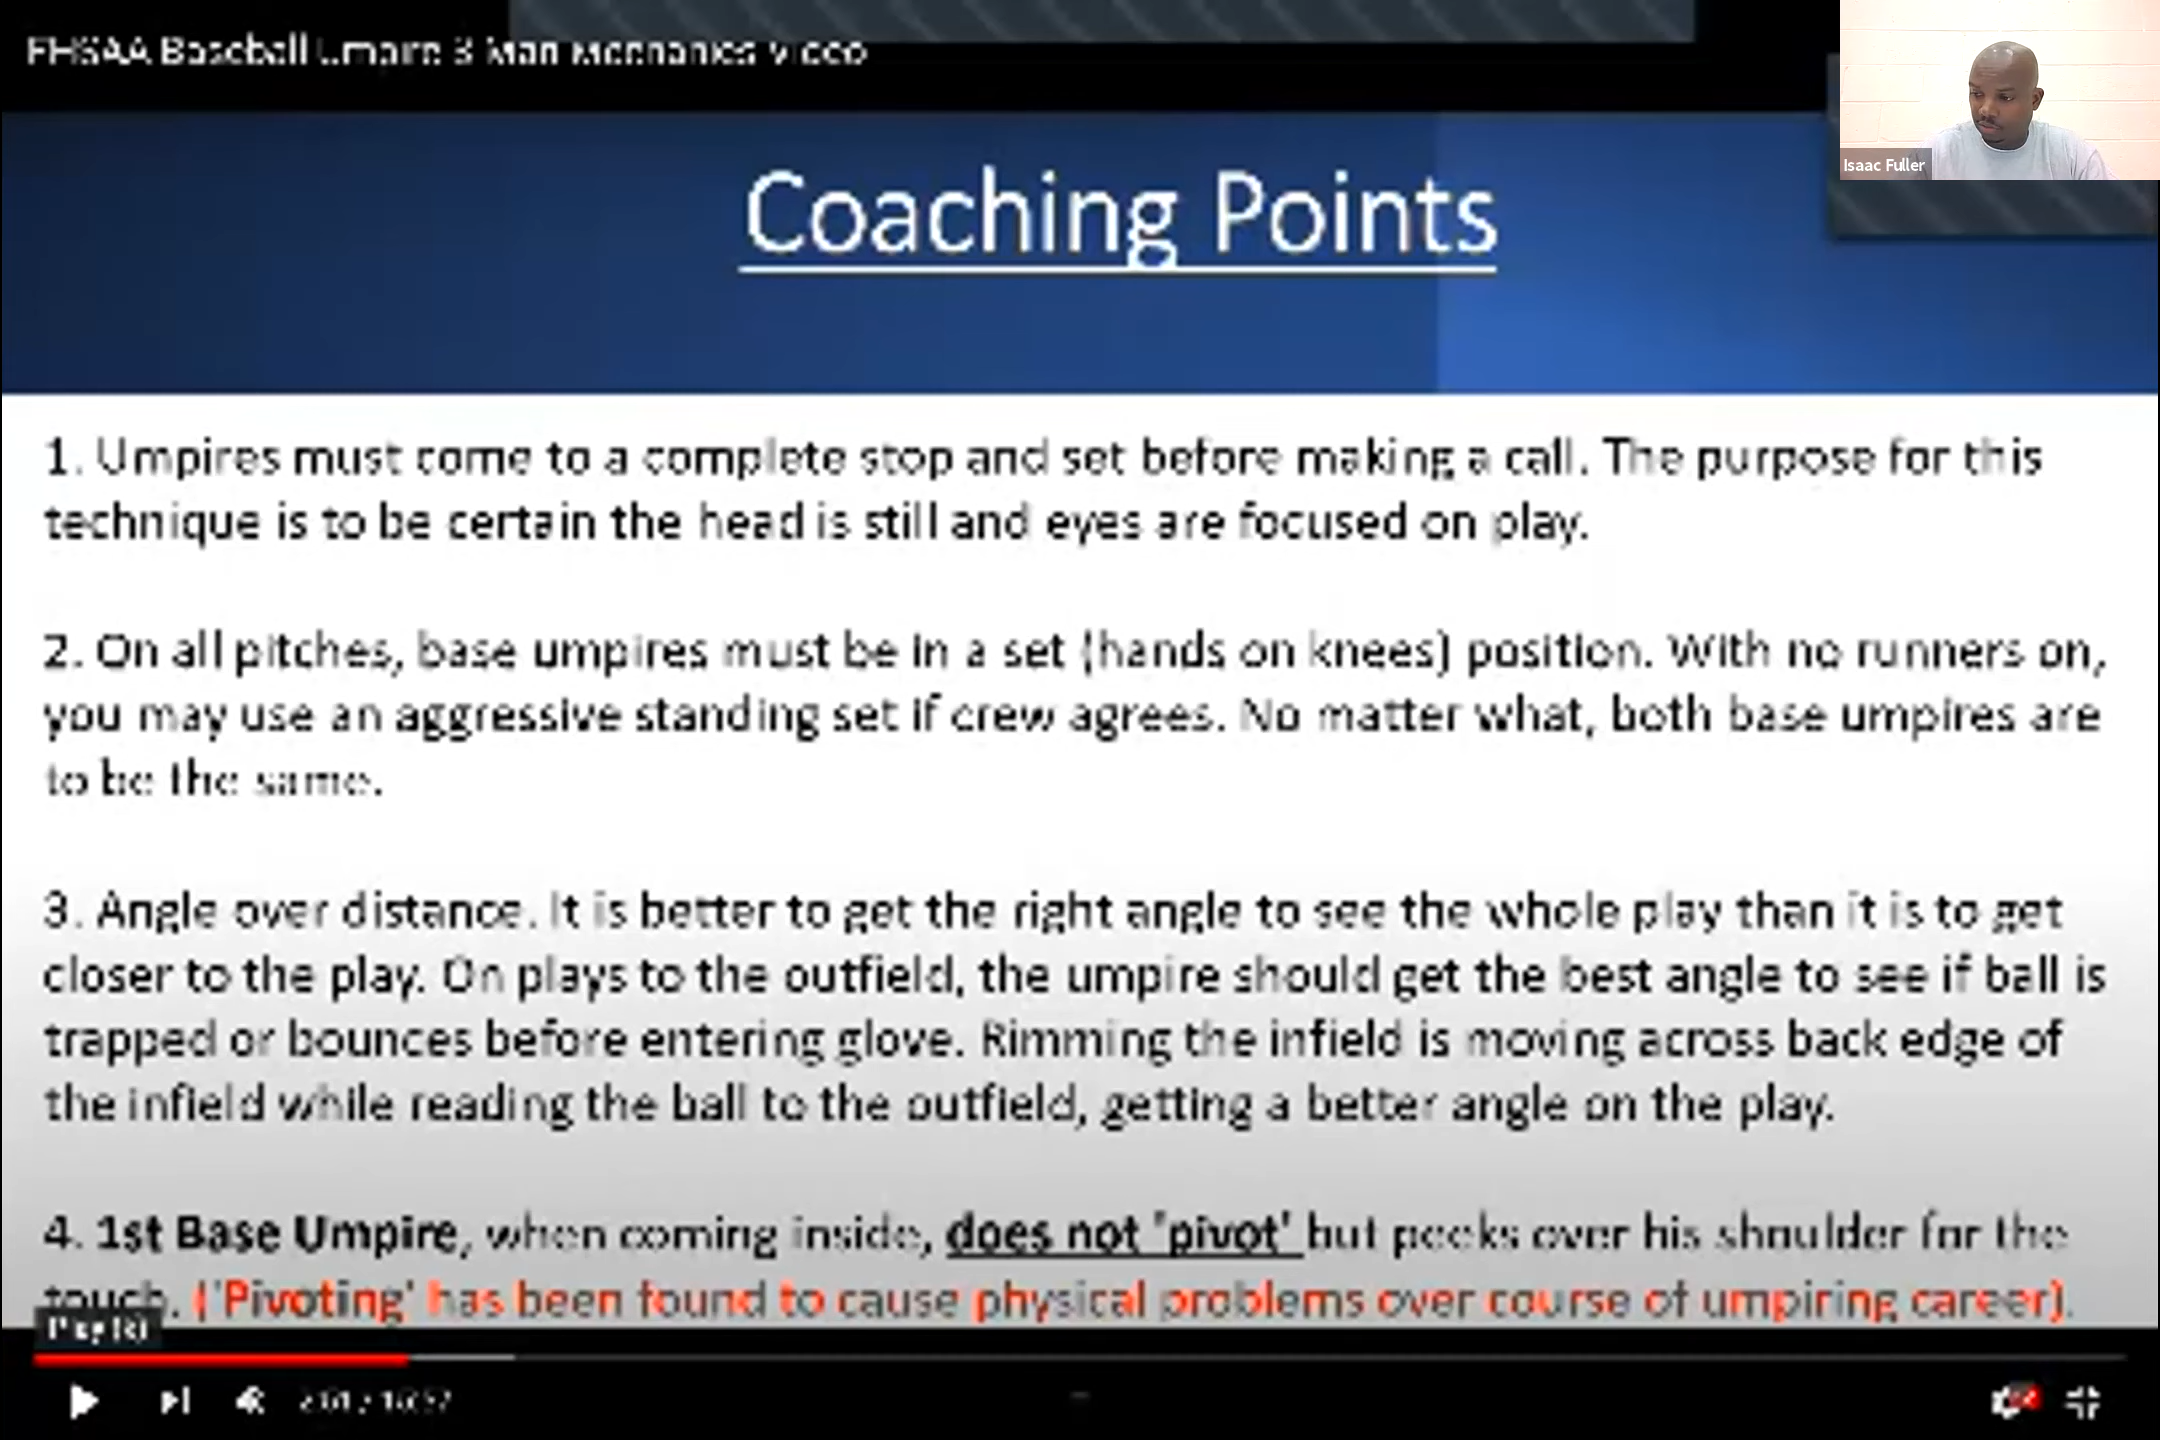 FHSAA Baseball Umpire 3 Man Mechanics Video
Isaac Fuller
Coaching Points
1. Umpires must come to a complete stop and set before making a call. The purpose for this
technique is to be certain the head is still and eyes are focused on play.
2. On all pitches, base umpires must be in a set (hands on knees) position. With no runners on,
you may use an aggressive standing set if crew agrees. No matter what, both base umpires are
to be the same.
3. Angle over distance. It is better to get the right angle to see the whole play than it is to get
closer to the play. On plays to the outfield, the umpire should get the best angle to see if ball is
trapped or bounces before entering glove. Rimming the infield is moving across back edge of
the infield while reading the ball to the outfield, getting a better angle on the play.
4. 1st Base Umpire, when coming inside, does not 'pivot' but peeks over his shoulder for the
touch. ('Pivoting' has been found to cause physical problems over course of umpiring career).
Play (k)